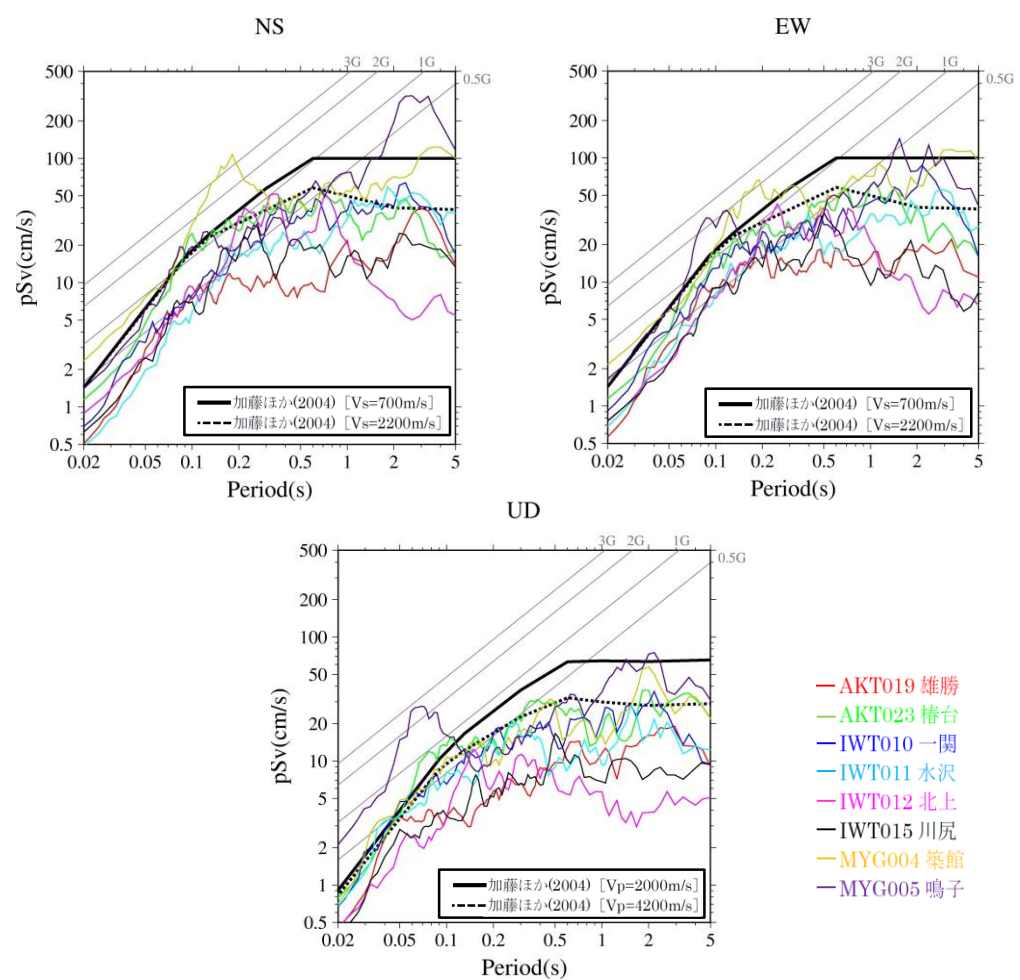 NS
3G 2G 1G
0.5G
500
200
100
50
20
10
5
2
1
0.5
pSv(cm/s)
加藤ほか(2004) [Vs=700m/s]
加藤ほか(2004) [Vs=2200m/s]
0.02 0.05 0.1 0.2 0.5 1 2 5
Period(s)
EW
3G 2G 1G
0.5G
500
200
100
50
20
10
5
2
1
0.5
pSv(cm/s)
加藤ほか(2004) [Vs=700m/s]
加藤ほか(2004) [Vs=2200m/s]
0.02 0.05 0.1 0.2 0.5 1 2 5
Period(s)
UD
3G 2G 1G
0.5G
500
200
100
50
20
10
5
2
1
0.5
pSv(cm/s)
加藤ほか(2004) [Vp=2000m/s]
加藤ほか(2004) [Vp=4200m/s]
0.02 0.05 0.1 0.2 0.5 1 2 5
Period(s)
AKT019 雄勝
AKT023 椿台
IWT010 一関
IWT011 水沢
IWT012 北上
IWT015 川尻
MYG004 築館
MYG005 鳴子